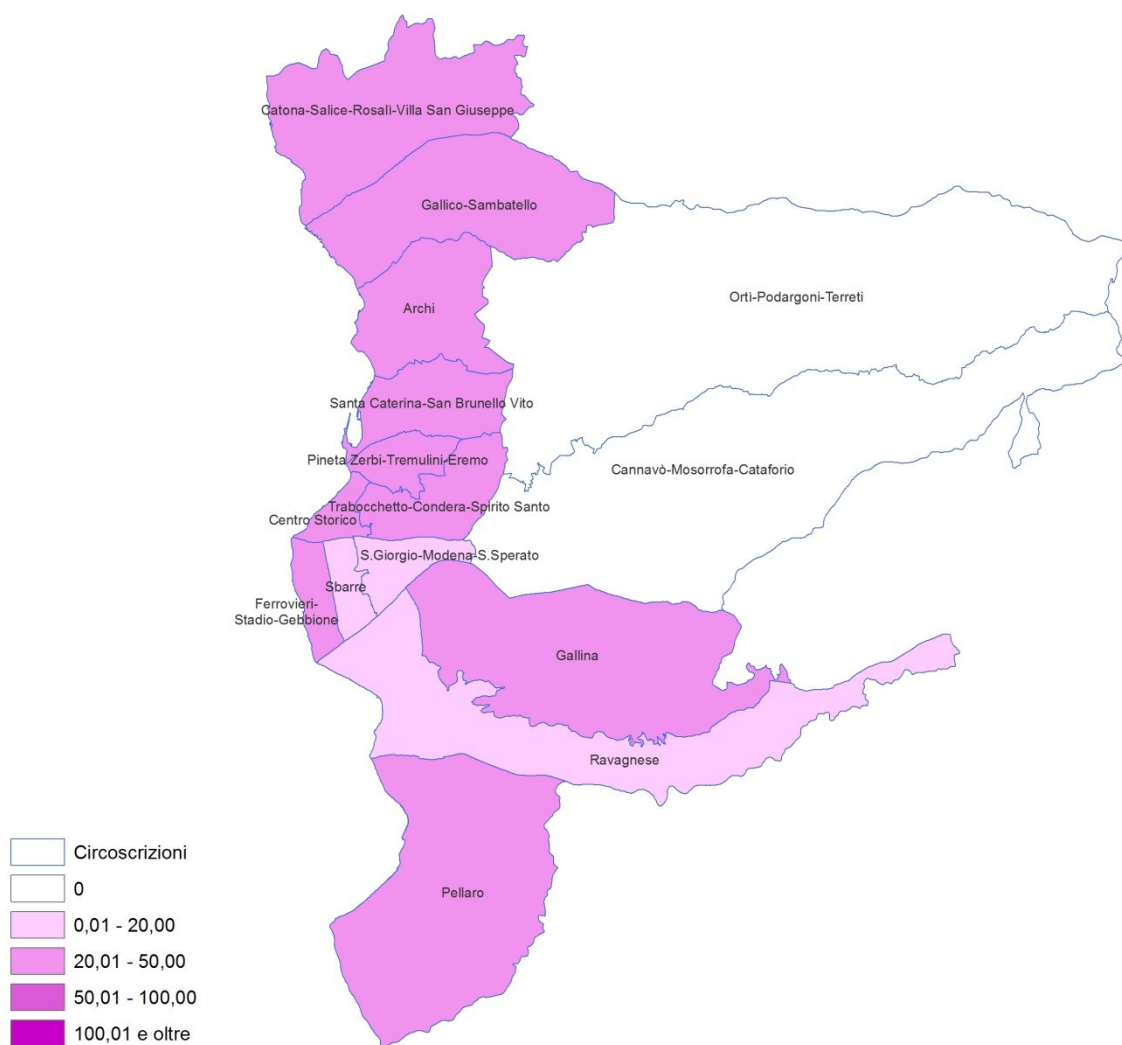 Catona-Salice-Rosalì-Villa San Giuseppe
Gallico-Sambatello
Ortì-Podargoni-Terreti
Archi
Santa Caterina-San Brunello Vito
Pineta Zerbi-Tremulini-Eremo
Cannavò-Mosorrofa-Cataforio
Trabocchetto-Condera-Spirito Santo
Centro Storico
S.Giorgio-Modena-S.Sperato
Sbarre
Ferrovieri-
Stadio-Gebbione
Gallina
Ravagnese
Pellaro
Circoscrizioni
0
0,01 - 20,00
20,01 - 50,00
50,01 - 100,00
100,01 e oltre